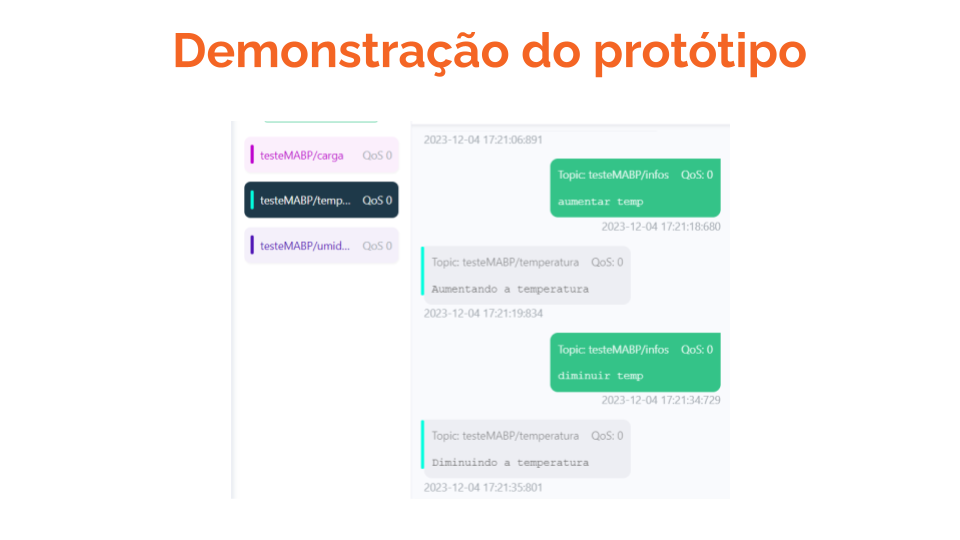 Demonstração do protótipo
testeMABP/carga QoS 0
testeMABP/temp... QoS 0
testeMABP/umid... QoS 0
2023-12-04 17:21:06:891
Topic: testeMABP/infos QoS: 0
aumentar temp
2023-12-04 17:21:18:680
Topic: testeMABP/temperatura QoS: 0
Aumentando a temperatura
2023-12-04 17:21:19:834
Topic: testeMABP/infos QoS: 0
diminuir temp
2023-12-04 17:21:34:729
Topic: testeMABP/temperatura QoS: 0
Diminuindo a temperatura
2023-12-04 17:21:35:801